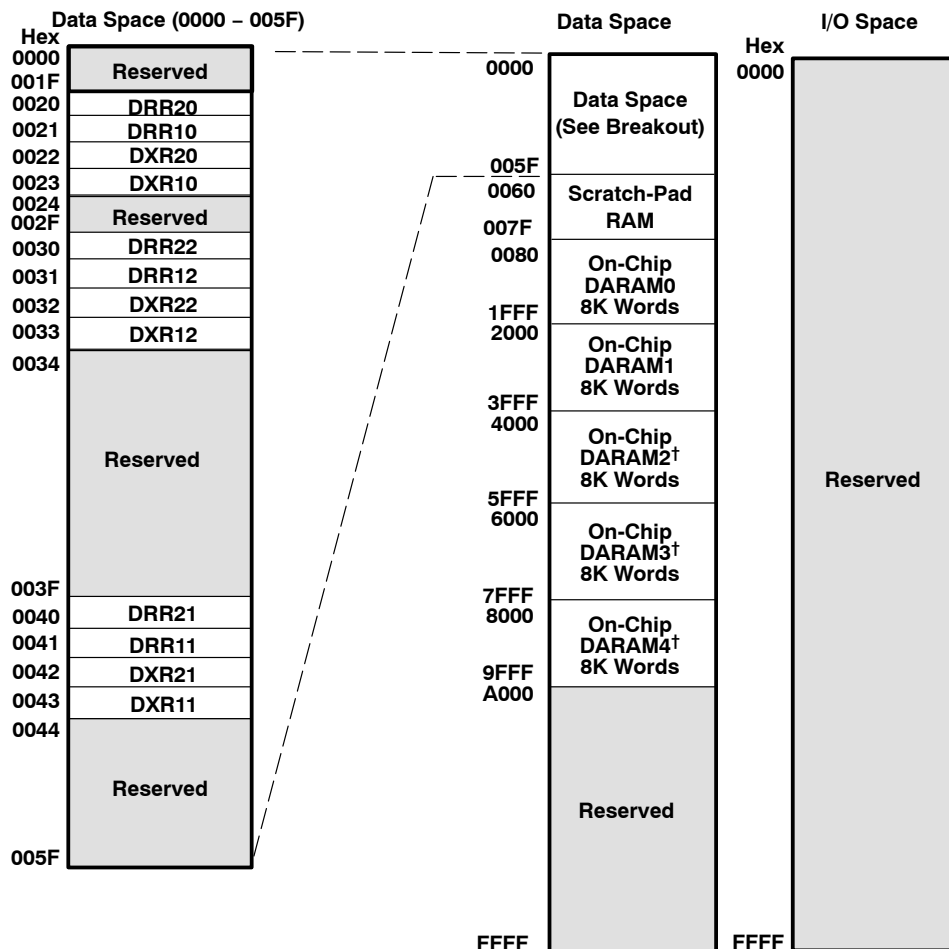 Data Space (0000 – 005F)
Hex
0000
Reserved
001F
0020
DRR20
0021
DRR10
0022
DXR20
0023
DXR10
0024
Reserved
002F
0030
DRR22
0031
DRR12
0032
DXR22
0033
DXR12
0034
Reserved
003F
0040
DRR21
0041
DRR11
0042
DXR21
0043
DXR11
0044
Reserved
005F
Data Space
0000
Data Space
(See Breakout)
005F
0060
Scratch-Pad
RAM
007F
0080
On-Chip
DARAM0
8K Words
1FFF
2000
On-Chip
DARAM1
8K Words
3FFF
4000
On-Chip
DARAM2†
8K Words
5FFF
6000
On-Chip
DARAM3†
8K Words
7FFF
8000
On-Chip
DARAM4†
8K Words
9FFF
A000
Reserved
FFFF
I/O Space
Hex
0000
Reserved
FFFF